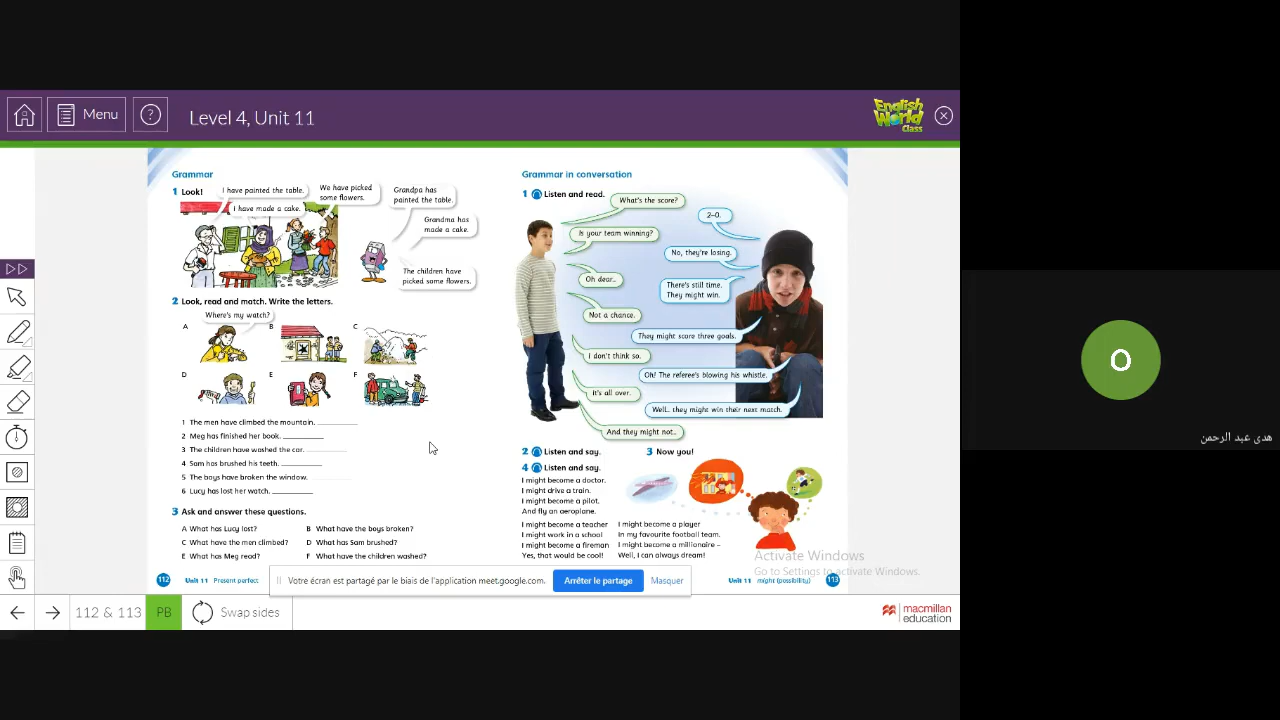 Menu
?
Level 4, Unit 11
English
World
Class
Grammar
1 Look!
I have painted the table.
I have made a cake.
We have picked
some flowers.
Grandpa has
painted the table.
Grandma has
made a cake.
The children have
picked some flowers.
2 Look, read and match. Write the letters.
Where's my watch?
A
B
C
D
E
F
1 The men have climbed the mountain.
2 Meg has finished her book.
3 The children have washed the car.
4 Sam has brushed his teeth.
5 The boys have broken the window.
6 Lucy has lost her watch.
3 Ask and answer these questions.
A What has Lucy lost?
B What have the boys broken?
C What have the men climbed?
D What has Sam brushed?
E What has Meg read?
F What have the children washed?
112 Unit 11 Present perfect
Grammar in conversation
1 Listen and read.
What's the score?
2–0.
Is your team winning?
No, they're losing.
Oh dear...
There's still time.
They might win.
Not a chance.
They might score three goals.
I don't think so.
Oh! The referee's blowing his whistle.
It's all over.
Well... they might win their next match.
And they might not...
2 Listen and say.
3 Now you!
4 Listen and say.
I might become a doctor.
I might drive a train.
I might become a pilot.
And fly an aeroplane.
I might become a teacher
I might work in a school
I might become a fireman
Yes, that would be cool!
I might become a player
In my favourite football team.
I might become a millionaire –
Well, I can always dream!
Activate Windows
Go to Settings to activate Windows.
Unit 11 might (possibility) 113
Votre écran est partagé par le biais de l'application meet.google.com.
Arrêter le partage
Masquer
112 & 113
PB
Swap sides
macmillan
education
O
هدى عبد الرحمن